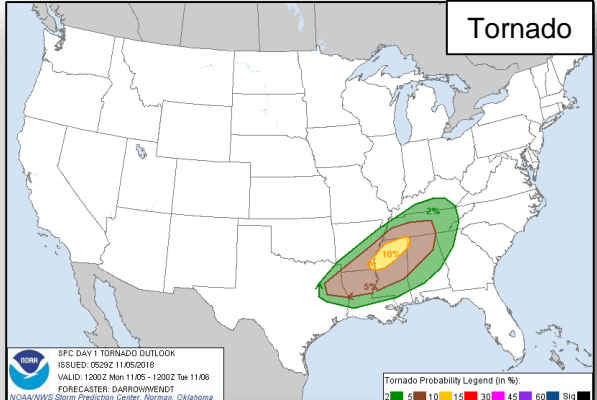 Tornado
2%
10%
5%
NOAA
SPC DAY 1 TORNADO OUTLOOK
ISSUED: 0529Z 11/05/2018
VALID: 1200Z Mon 11/05 - 1200Z Tue 11/06
FORECASTER: DARROW/WENDT
NOAA/NWS Storm Prediction Center, Norman, Oklahoma
Tornado Probability Legend (in %):
2 5 10 15 30 45 60 Sig